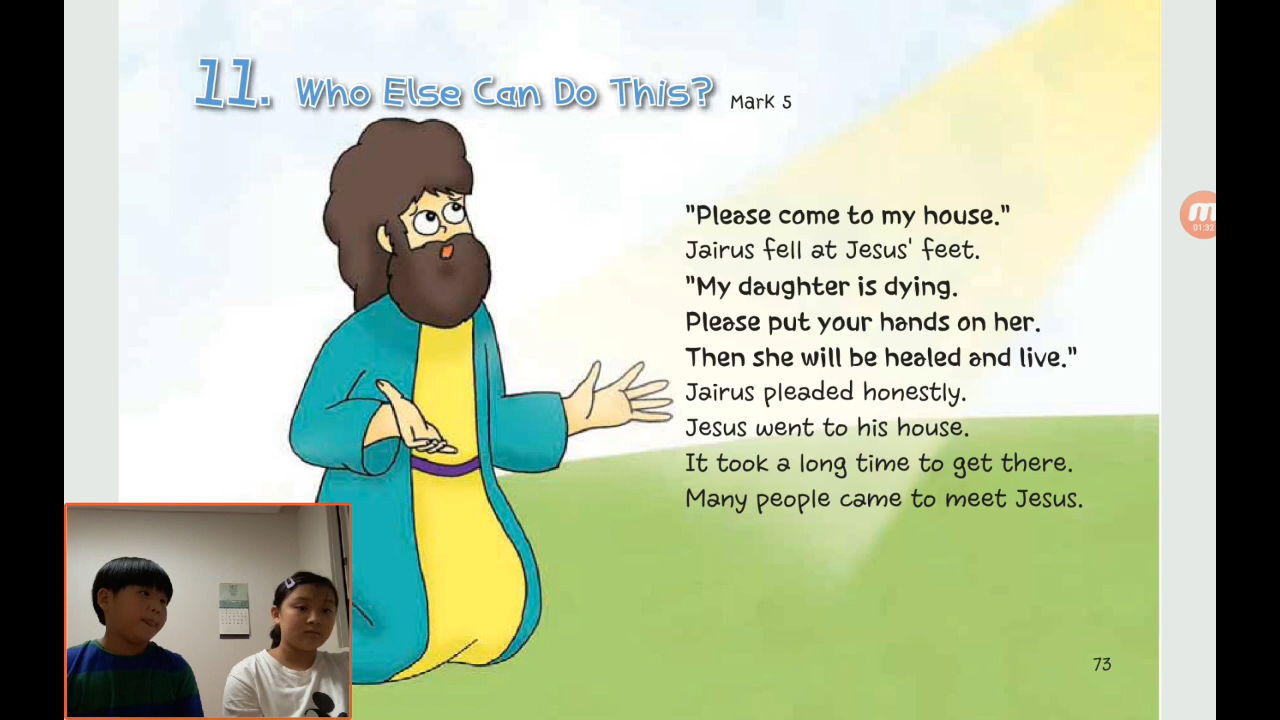 11. Who Else Can Do This? Mark 5
"Please come to my house."
Jairus fell at Jesus' feet.
"My daughter is dying.
Please put your hands on her.
Then she will be healed and live."
Jairus pleaded honestly.
Jesus went to his house.
It took a long time to get there.
Many people came to meet Jesus.
73
01:32